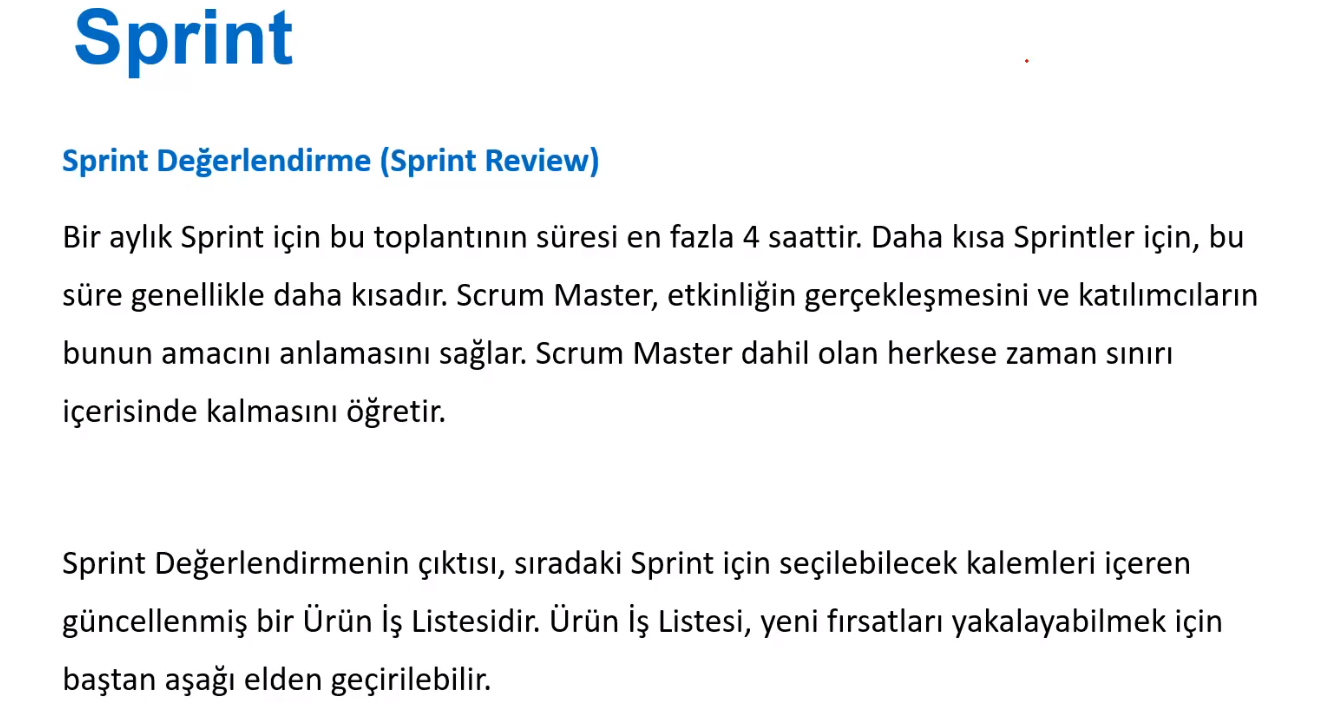 Sprint
Sprint Değerlendirme (Sprint Review)
Bir aylık Sprint için bu toplantının süresi en fazla 4 saattir. Daha kısa Sprintler için, bu
süre genellikle daha kısadır. Scrum Master, etkinliğin gerçekleşmesini ve katılımcıların
bunun amacını anlamasını sağlar. Scrum Master dahil olan herkese zaman sınırı
içerisinde kalmasını öğretir.
Sprint Değerlendirmenin çıktısı, sıradaki Sprint için seçilebilecek kalemleri içeren
güncellenmiş bir Ürün İş Listesidir. Ürün İş Listesi, yeni fırsatları yakalayabilmek için
baştan aşağı elden geçirilebilir.